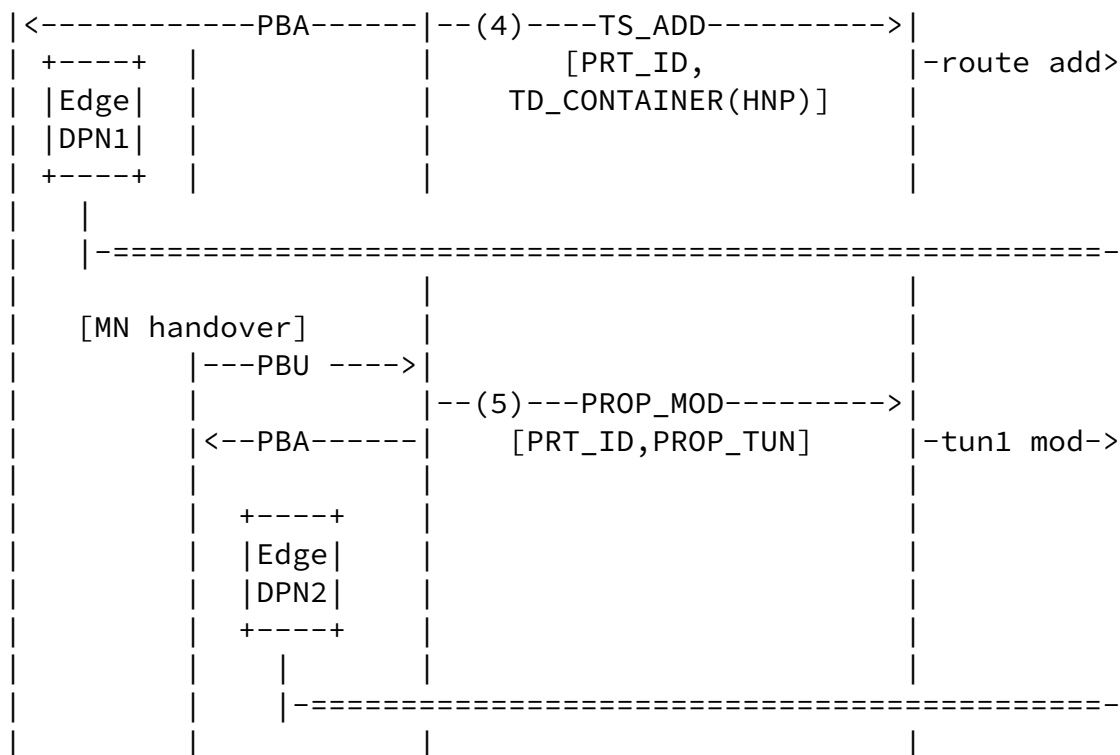 |<------------PBA------|--(4)----TS_ADD---------->|
| +----+  |            |       [PRT_ID,           |-route add>
| |Edge|  |            |    TD_CONTAINER(HNP)]    |
| |DPN1|  |            |                          |
| +----+  |            |                          |
|   |
|   |-=======================================================-
|                      |                          |
|   [MN handover]      |                          |
|         |---PBU ---->|                          |
|         |            |--(5)---PROP_MOD--------->|
|         |<--PBA------|    [PRT_ID,PROP_TUN]     |-tun1 mod->
|         |            |                          |
|         |  +----+    |                          |
|         |  |Edge|    |                          |
|         |  |DPN2|    |                          |
|         |  +----+    |                          |
|         |    |       |                          |
|         |    |-============================================-
|         |            |                          |